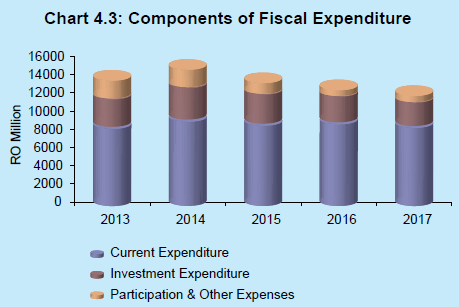 Chart 4.3: Components of Fiscal Expenditure
16000
14000
12000
10000
8000
6000
4000
2000
0
RO Million
2013 2014 2015 2016 2017
Current Expenditure
Investment Expenditure
Participation & Other Expenses